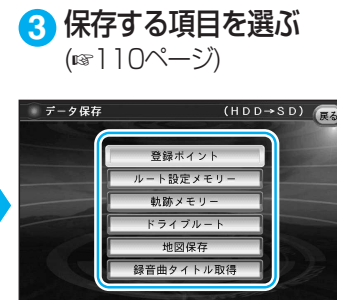 3 保存する項目を選ぶ
(☞110ページ)
データ保存 (HDD→SD) 戻る
登録ポイント
ルート設定メモリー
軌跡メモリー
ドライブルート
地図保存
録音曲タイトル取得